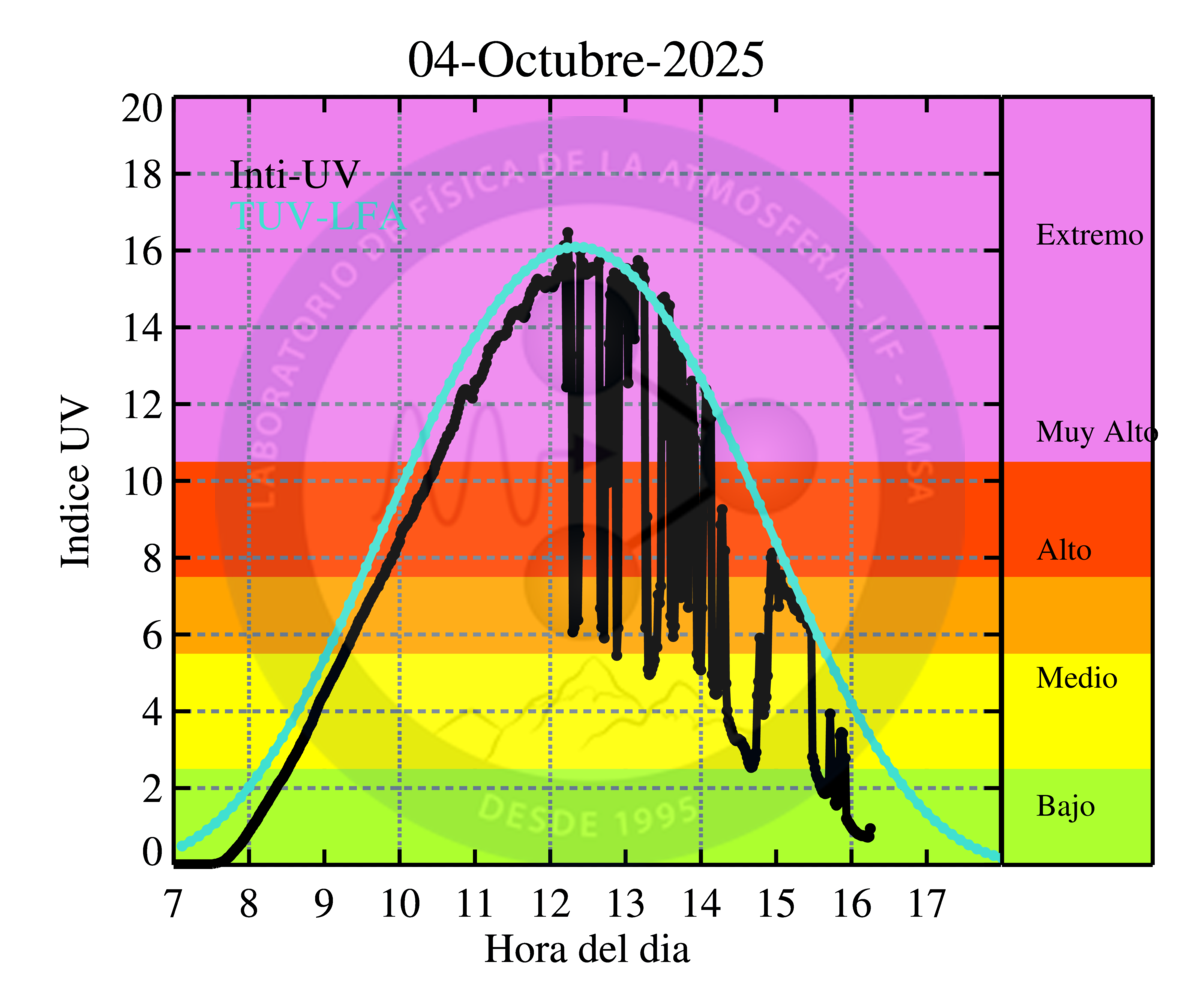 04-Octubre-2025
20
18
16
14
12
10
8
6
4
2
0
Indice UV
Inti-UV
TUV-LFA
LABORATORIO DE FÍSICA DE LA ATMÓSFERA - IIF - UMSA
DESDE 1995
Extremo
Muy Alto
Alto
Medio
Bajo
7 8 9 10 11 12 13 14 15 16 17
Hora del dia